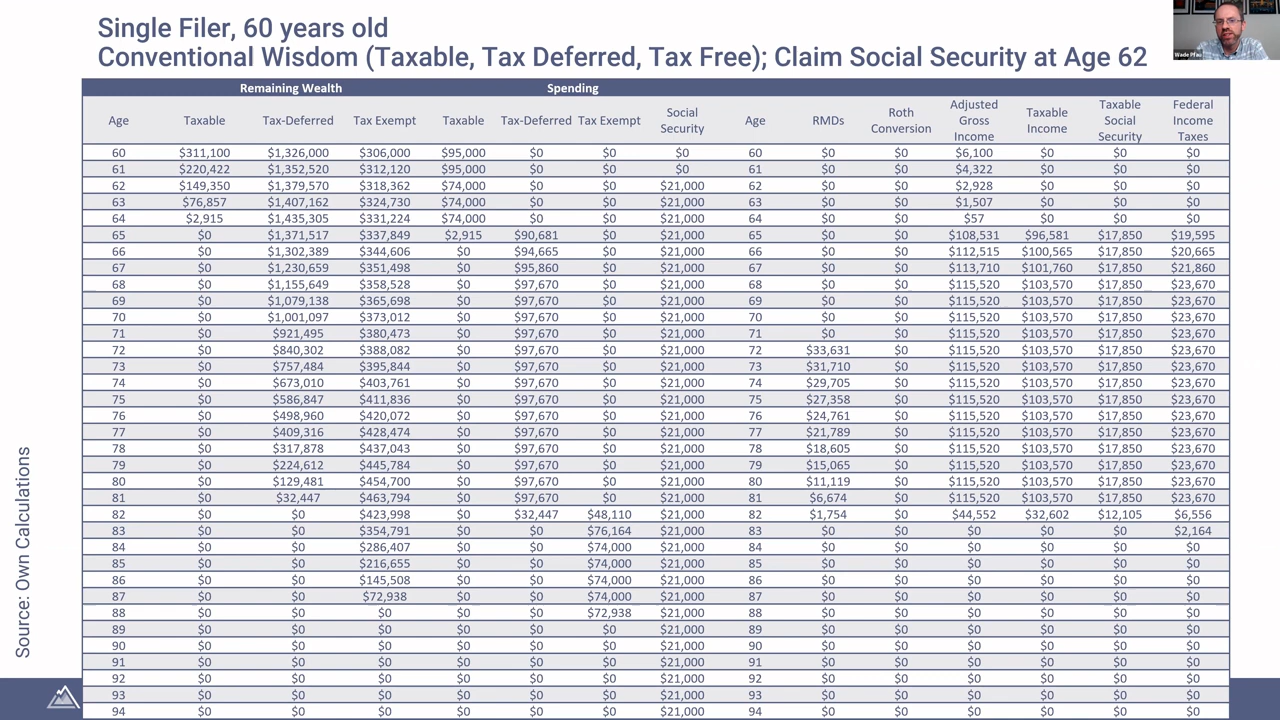 Single Filer, 60 years old
Conventional Wisdom (Taxable, Tax Deferred, Tax Free); Claim Social Security at Age 62
Wade Pfau
Remaining Wealth Spending
Age Taxable Tax-Deferred Tax Exempt Taxable Tax-Deferred Tax Exempt Social Security Age RMDs Roth Conversion Adjusted Gross Income Taxable Income Taxable Social Security Federal Income Taxes
60 $311,100 $1,326,000 $306,000 $95,000 $0 $0 $0 60 $0 $0 $6,100 $0 $0 $0
61 $220,422 $1,352,520 $312,120 $95,000 $0 $0 $0 61 $0 $0 $4,322 $0 $0 $0
62 $149,350 $1,379,570 $318,362 $74,000 $0 $0 $21,000 62 $0 $0 $2,928 $0 $0 $0
63 $76,857 $1,407,162 $324,730 $74,000 $0 $0 $21,000 63 $0 $0 $1,507 $0 $0 $0
64 $2,915 $1,435,305 $331,224 $74,000 $0 $0 $21,000 64 $0 $0 $57 $0 $0 $0
65 $0 $1,371,517 $337,849 $2,915 $90,681 $0 $21,000 65 $0 $0 $108,531 $96,581 $17,850 $19,595
66 $0 $1,302,389 $344,606 $0 $94,665 $0 $21,000 66 $0 $0 $112,515 $100,565 $17,850 $20,665
67 $0 $1,230,659 $351,498 $0 $95,860 $0 $21,000 67 $0 $0 $113,710 $101,760 $17,850 $21,860
68 $0 $1,155,649 $358,528 $0 $97,670 $0 $21,000 68 $0 $0 $115,520 $103,570 $17,850 $23,670
69 $0 $1,079,138 $365,698 $0 $97,670 $0 $21,000 69 $0 $0 $115,520 $103,570 $17,850 $23,670
70 $0 $1,001,097 $373,012 $0 $97,670 $0 $21,000 70 $0 $0 $115,520 $103,570 $17,850 $23,670
71 $0 $921,495 $380,473 $0 $97,670 $0 $21,000 71 $0 $0 $115,520 $103,570 $17,850 $23,670
72 $0 $840,302 $388,082 $0 $97,670 $0 $21,000 72 $33,631 $0 $115,520 $103,570 $17,850 $23,670
73 $0 $757,484 $395,844 $0 $97,670 $0 $21,000 73 $31,710 $0 $115,520 $103,570 $17,850 $23,670
74 $0 $673,010 $403,761 $0 $97,670 $0 $21,000 74 $29,705 $0 $115,520 $103,570 $17,850 $23,670
75 $0 $586,847 $411,836 $0 $97,670 $0 $21,000 75 $27,358 $0 $115,520 $103,570 $17,850 $23,670
76 $0 $498,960 $420,072 $0 $97,670 $0 $21,000 76 $24,761 $0 $115,520 $103,570 $17,850 $23,670
77 $0 $409,316 $428,474 $0 $97,670 $0 $21,000 77 $21,789 $0 $115,520 $103,570 $17,850 $23,670
78 $0 $317,878 $437,043 $0 $97,670 $0 $21,000 78 $18,605 $0 $115,520 $103,570 $17,850 $23,670
79 $0 $224,612 $445,784 $0 $97,670 $0 $21,000 79 $15,065 $0 $115,520 $103,570 $17,850 $23,670
80 $0 $129,481 $454,700 $0 $97,670 $0 $21,000 80 $11,119 $0 $115,520 $103,570 $17,850 $23,670
81 $0 $32,447 $463,794 $0 $97,670 $0 $21,000 81 $6,674 $0 $115,520 $103,570 $17,850 $23,670
82 $0 $0 $423,998 $0 $32,447 $48,110 $21,000 82 $1,754 $0 $44,552 $32,602 $12,105 $6,556
83 $0 $0 $354,791 $0 $0 $76,164 $21,000 83 $0 $0 $0 $0 $0 $2,164
84 $0 $0 $286,407 $0 $0 $74,000 $21,000 84 $0 $0 $0 $0 $0 $0
85 $0 $0 $216,655 $0 $0 $74,000 $21,000 85 $0 $0 $0 $0 $0 $0
86 $0 $0 $145,508 $0 $0 $74,000 $21,000 86 $0 $0 $0 $0 $0 $0
87 $0 $0 $72,938 $0 $0 $74,000 $21,000 87 $0 $0 $0 $0 $0 $0
88 $0 $0 $0 $0 $0 $72,938 $21,000 88 $0 $0 $0 $0 $0 $0
89 $0 $0 $0 $0 $0 $0 $21,000 89 $0 $0 $0 $0 $0 $0
90 $0 $0 $0 $0 $0 $0 $21,000 90 $0 $0 $0 $0 $0 $0
91 $0 $0 $0 $0 $0 $0 $21,000 91 $0 $0 $0 $0 $0 $0
92 $0 $0 $0 $0 $0 $0 $21,000 92 $0 $0 $0 $0 $0 $0
93 $0 $0 $0 $0 $0 $0 $21,000 93 $0 $0 $0 $0 $0 $0
94 $0 $0 $0 $0 $0 $0 $21,000 94 $0 $0 $0 $0 $0 $0
Source: Own Calculations